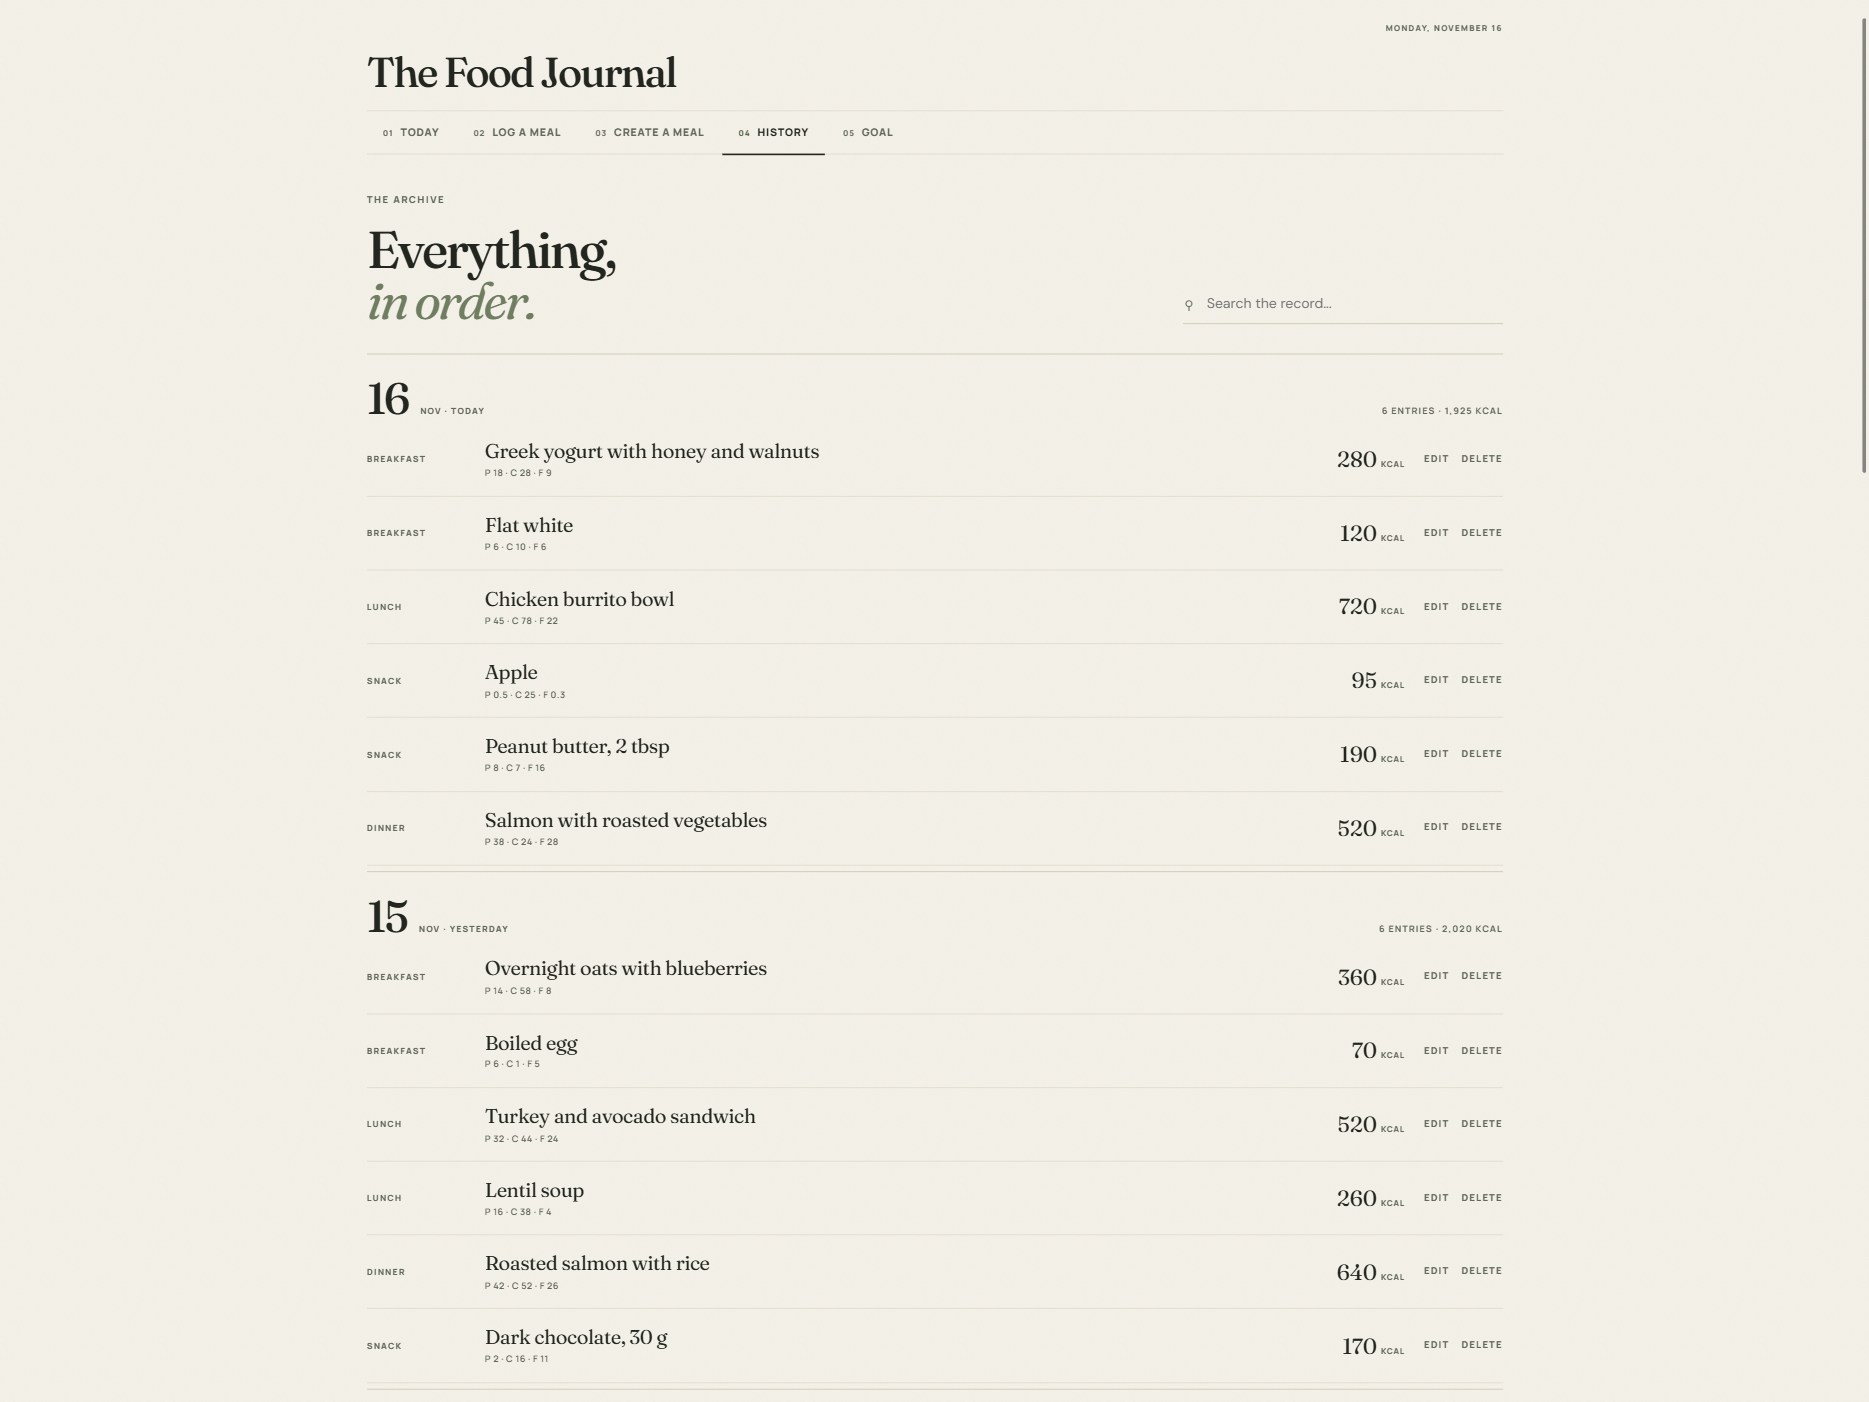 MONDAY, NOVEMBER 16
The Food Journal
01 TODAY 02 LOG A MEAL 03 CREATE A MEAL 04 HISTORY 05 GOAL
THE ARCHIVE
Everything,
in order.
Search the record...
16 NOV · TODAY 6 ENTRIES · 1,925 KCAL
BREAKFAST Greek yogurt with honey and walnuts 280 KCAL EDIT DELETE
P 18 · C 28 · F 9
BREAKFAST Flat white 120 KCAL EDIT DELETE
P 6 · C 10 · F 6
LUNCH Chicken burrito bowl 720 KCAL EDIT DELETE
P 45 · C 78 · F 22
SNACK Apple 95 KCAL EDIT DELETE
P 0.5 · C 25 · F 0.3
SNACK Peanut butter, 2 tbsp 190 KCAL EDIT DELETE
P 8 · C 7 · F 16
DINNER Salmon with roasted vegetables 520 KCAL EDIT DELETE
P 38 · C 24 · F 28
15 NOV · YESTERDAY 6 ENTRIES · 2,020 KCAL
BREAKFAST Overnight oats with blueberries 360 KCAL EDIT DELETE
P 14 · C 58 · F 8
BREAKFAST Boiled egg 70 KCAL EDIT DELETE
P 6 · C 1 · F 5
LUNCH Turkey and avocado sandwich 520 KCAL EDIT DELETE
P 32 · C 44 · F 24
LUNCH Lentil soup 260 KCAL EDIT DELETE
P 16 · C 38 · F 4
DINNER Roasted salmon with rice 640 KCAL EDIT DELETE
P 42 · C 52 · F 26
SNACK Dark chocolate, 30 g 170 KCAL EDIT DELETE
P 2 · C 16 · F 11